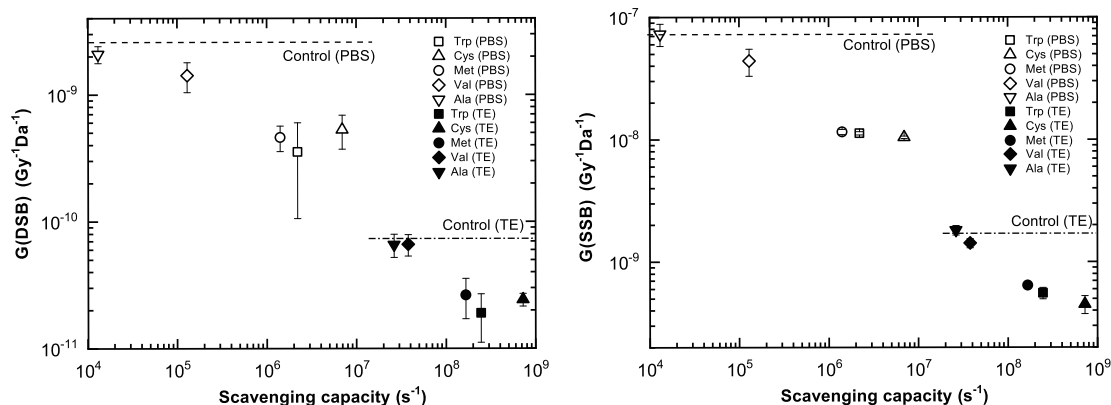 G(DSB) (Gy⁻¹Da⁻¹)
10⁻⁹
10⁻¹⁰
10⁻¹¹
Control (PBS)
Control (TE)
Trp (PBS)
Cys (PBS)
Met (PBS)
Val (PBS)
Ala (PBS)
Trp (TE)
Cys (TE)
Met (TE)
Val (TE)
Ala (TE)
10⁴ 10⁵ 10⁶ 10⁷ 10⁸ 10⁹
Scavenging capacity (s⁻¹)
G(SSB) (Gy⁻¹Da⁻¹)
10⁻⁷
10⁻⁸
10⁻⁹
Control (PBS)
Control (TE)
Trp (PBS)
Cys (PBS)
Met (PBS)
Val (PBS)
Ala (PBS)
Trp (TE)
Cys (TE)
Met (TE)
Val (TE)
Ala (TE)
10⁴ 10⁵ 10⁶ 10⁷ 10⁸ 10⁹
Scavenging capacity (s⁻¹)